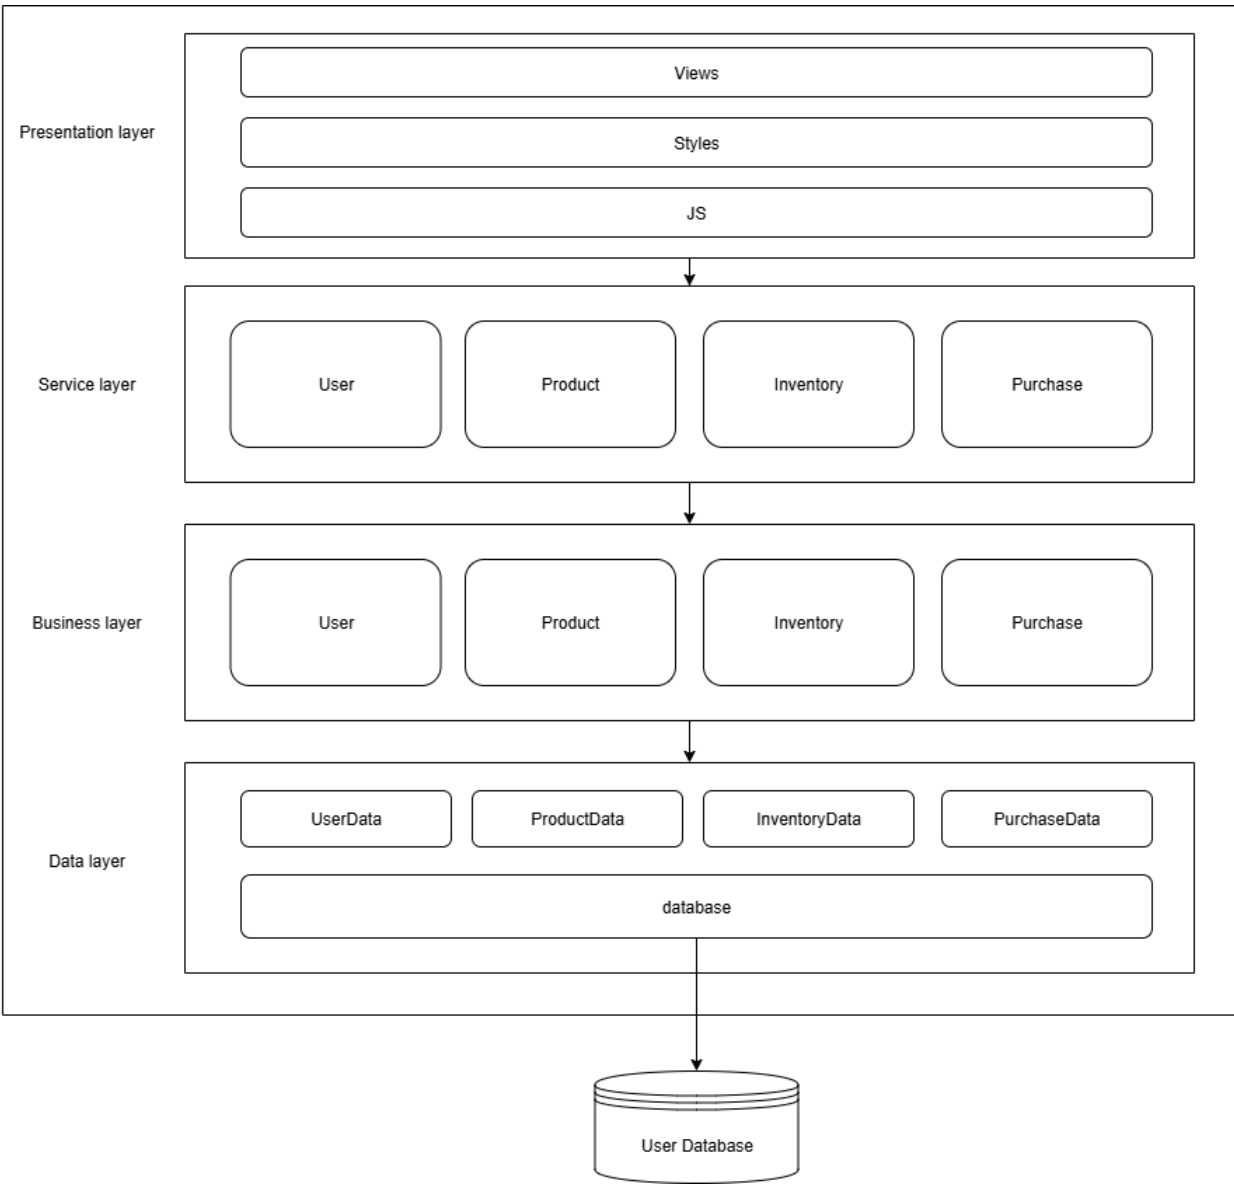 Presentation layer
Views
Styles
JS
Service layer
User
Product
Inventory
Purchase
Business layer
User
Product
Inventory
Purchase
Data layer
UserData
ProductData
InventoryData
PurchaseData
database
User Database